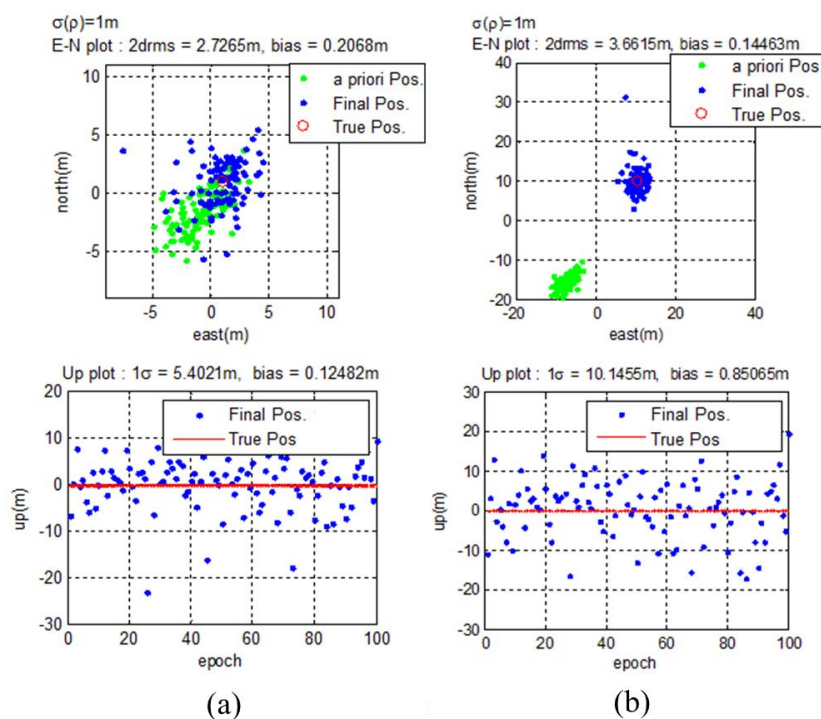 σ(ρ)=1m
E-N plot : 2drms = 2.7265m, bias = 0.2068m
a priori Pos.
Final Pos.
True Pos.
10
5
0
-5
north(m)
-5
0
5
10
east(m)
Up plot : 1σ = 5.4021m, bias = 0.12482m
Final Pos.
True Pos
20
10
0
-10
-20
-30
up(m)
0
20
40
60
80
100
epoch
(a)
σ(ρ)=1m
E-N plot : 2drms = 3.6615m, bias = 0.14463m
a priori Pos.
Final Pos.
True Pos.
40
30
20
10
0
-10
-20
north(m)
-20
0
20
40
east(m)
Up plot : 1σ = 10.1455m, bias = 0.85065m
Final Pos.
True Pos
30
20
10
0
-10
-20
-30
up(m)
0
20
40
60
80
100
epoch
(b)